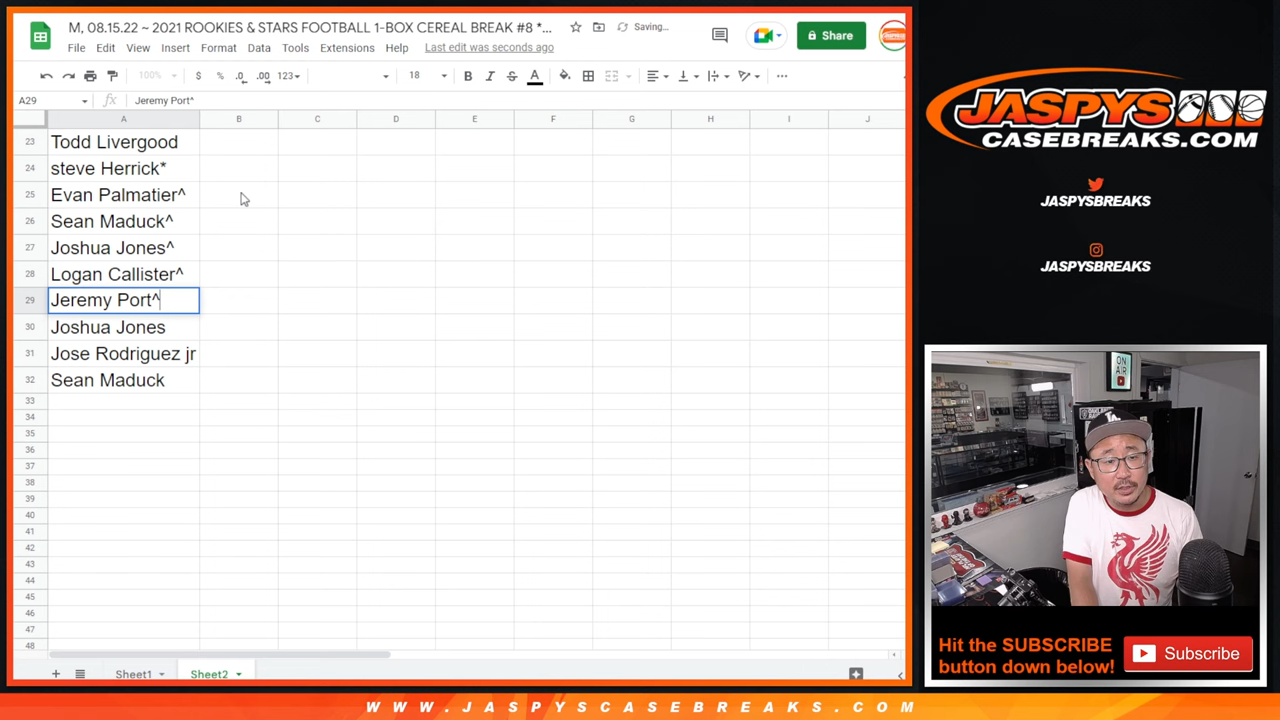 M, 08.15.22 ~ 2021 ROOKIES & STARS FOOTBALL 1-BOX CEREAL BREAK #8 *...
Saving...
File Edit View Insert Format Data Tools Extensions Help Last edit was seconds ago
Share
100% $ % .0 .00 123 18 B I S A
A29 fx Jeremy Port^
A B C D E F G H I J
23 Todd Livergood
24 steve Herrick*
25 Evan Palmatier^
26 Sean Maduck^
27 Joshua Jones^
28 Logan Callister^
29 Jeremy Port^
30 Joshua Jones
31 Jose Rodriguez jr
32 Sean Maduck
33
34
35
36
37
38
39
40
41
42
43
44
45
46
47
48
Sheet1 Sheet2
JASPYS
CASEBREAKS.COM
JASPYSBREAKS
JASPYSBREAKS
ON
AIR
Hit the SUBSCRIBE
button down below!
Subscribe
WWW.JASPYSCASEBREAKS.COM